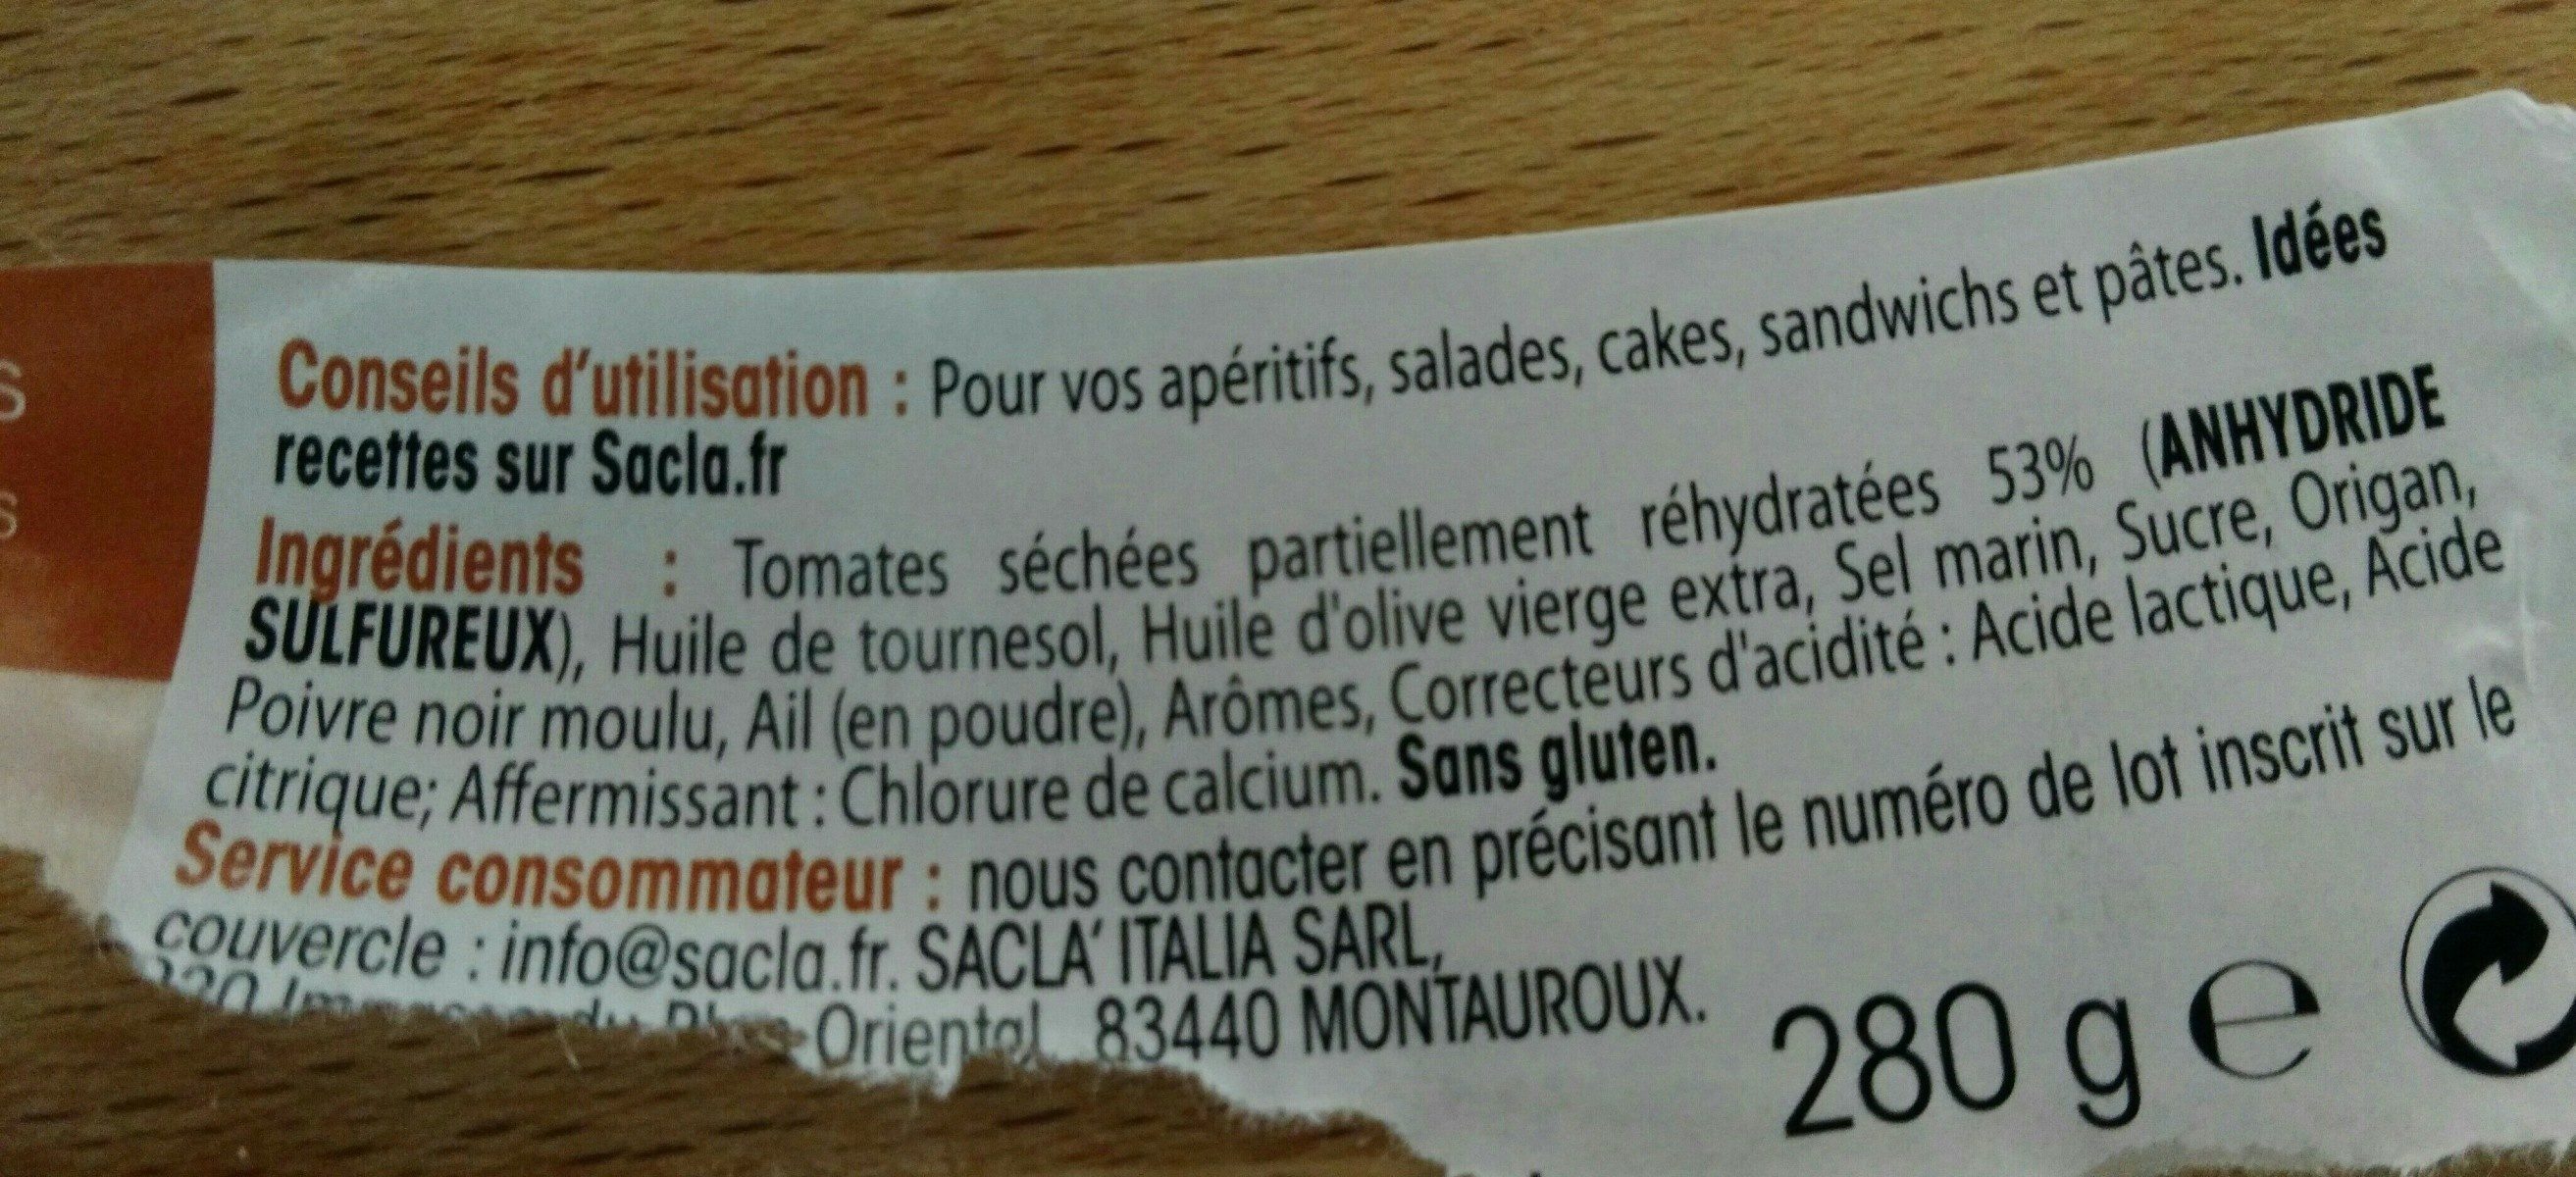 S
s
Conseils d'utilisation : Pour vos apéritifs, salades, cakes, sandwichs et pâtes. Idées
recettes sur Sacla.fr
Ingrédients : Tomates séchées partiellement réhydratées 53% (ANHYDRIDE
SULFUREUX), Huile de tournesol, Huile d'olive vierge extra, Sel marin, Sucre, Origan,
Poivre noir moulu, Ail (en poudre), Arômes, Correcteurs d'acidité : Acide lactique, Acide
citrique; Affermissant : Chlorure de calcium. Sans gluten.
Service consommateur : nous contacter en précisant le numéro de lot inscrit sur le
couvercle : info@sacla.fr. SACLA' ITALIA SARL,
du Oriental 83440 MONTAUROUX.
280 g e